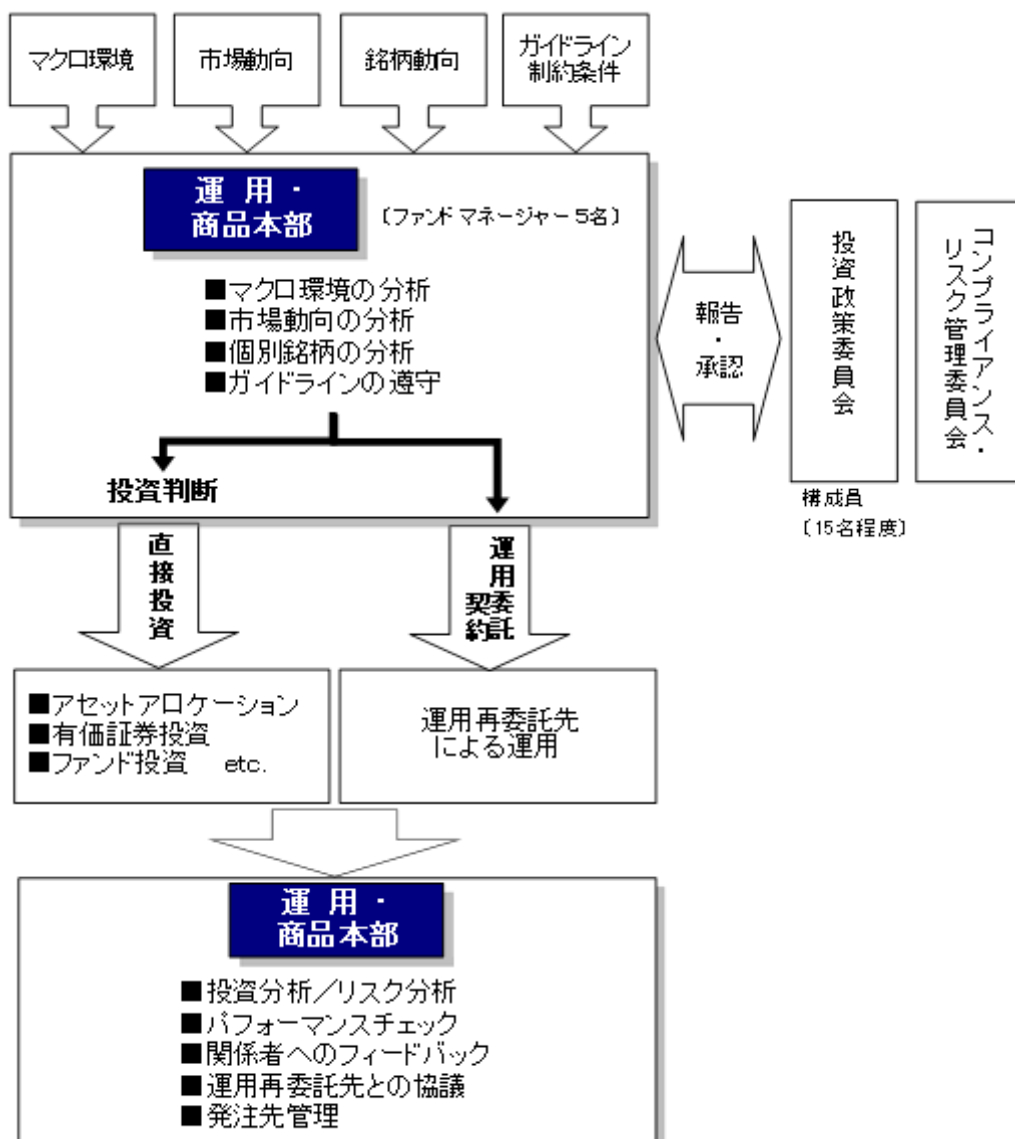 マクロ環境
市場動向
銘柄動向
ガイドライン
制約条件
運 用 ・
商品本部
〔ファンドマネージャー5名〕
■マクロ環境の分析
■市場動向の分析
■個別銘柄の分析
■ガイドラインの遵守
投資判断
報告
・
承認
投資政策委員会
コンプライアンス・
リスク管理委員会
構成員
〔15名程度〕
直接投資
運用委託
契約
■アセットアロケーション
■有価証券投資
■ファンド投資 etc.
運用再委託先
による運用
運 用 ・
商品本部
■投資分析／リスク分析
■パフォーマンスチェック
■関係者へのフィードバック
■運用再委託先との協議
■発注先管理